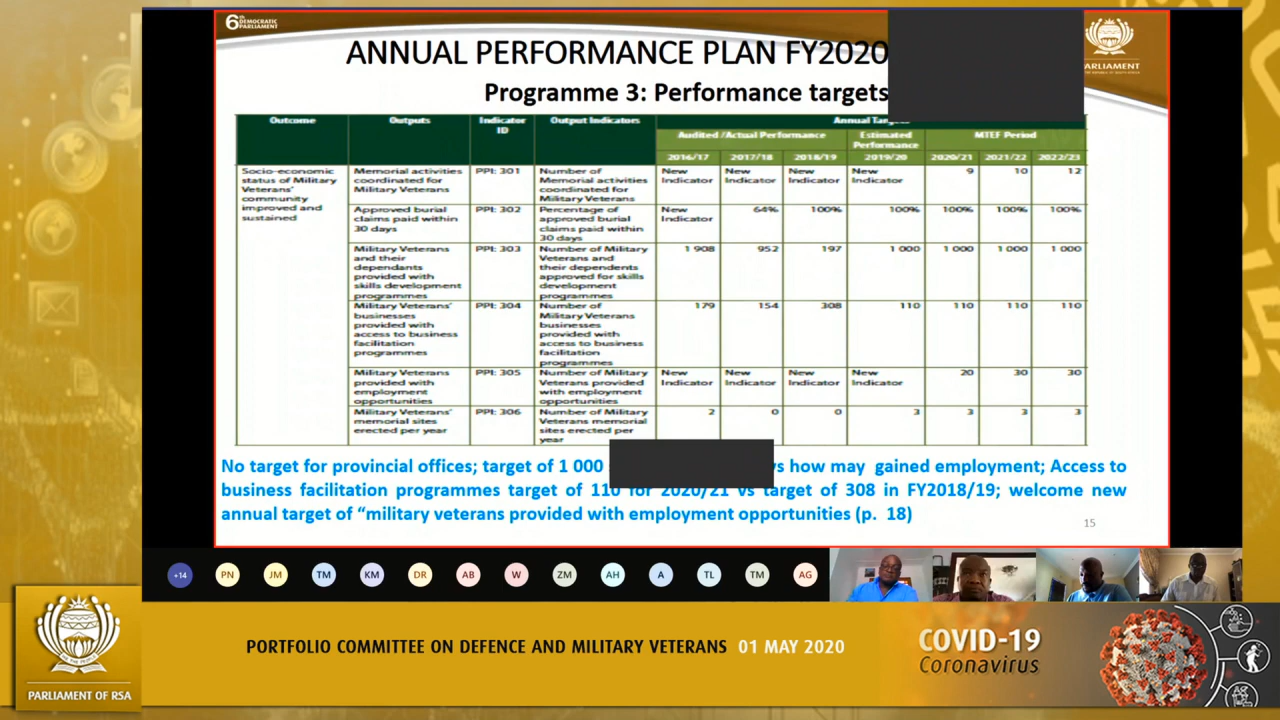 6th
DEMOCRATIC
PARLIAMENT
ANNUAL PERFORMANCE PLAN FY2020
Programme 3: Performance targets
ARLIAMENT
Outcome Outputs Indicator ID Output Indicators Annual Targets
Audited /Actual Performance Estimated Performance MTEF Period
2016/17 2017/18 2018/19 2019/20 2020/21 2021/22 2022/23
Socio-economic status of Military Veterans' community improved and sustained
Memorial activities coordinated for Military Veterans PPI: 301 Number of Memorial activities coordinated for Military Veterans New Indicator New Indicator New Indicator New Indicator 9 10 12
Approved burial claims paid within 30 days PPI: 302 Percentage of approved burial claims paid within 30 days New Indicator 64% 100% 100% 100% 100% 100%
Military Veterans and their dependants provided with skills development programmes PPI: 303 Number of Military Veterans and their dependents approved for skills development programmes 1 908 952 197 1 000 1 000 1 000 1 000
Military Veterans' businesses provided with access to business facilitation programmes PPI: 304 Number of Military Veterans businesses provided with access to business facilitation programmes 179 154 308 110 110 110 110
Military Veterans provided with employment opportunities PPI: 305 Number of Military Veterans provided with employment opportunities New Indicator New Indicator New Indicator New Indicator 20 30 30
Military Veterans' memorial sites erected per year PPI: 306 Number of Military Veterans memorial sites erected per year 2 0 0 3 3 3 3
No target for provincial offices; target of 1 000 s how may gained employment; Access to
business facilitation programmes target of 110 for 2020/21 vs target of 308 in FY2018/19; welcome new
annual target of “military veterans provided with employment opportunities (p. 18)
15
+14 PN JM TM KM DR AB W ZM AH A TL TM AG
PARLIAMENT OF RSA
PORTFOLIO COMMITTEE ON DEFENCE AND MILITARY VETERANS 01 MAY 2020
COVID-19
Coronavirus